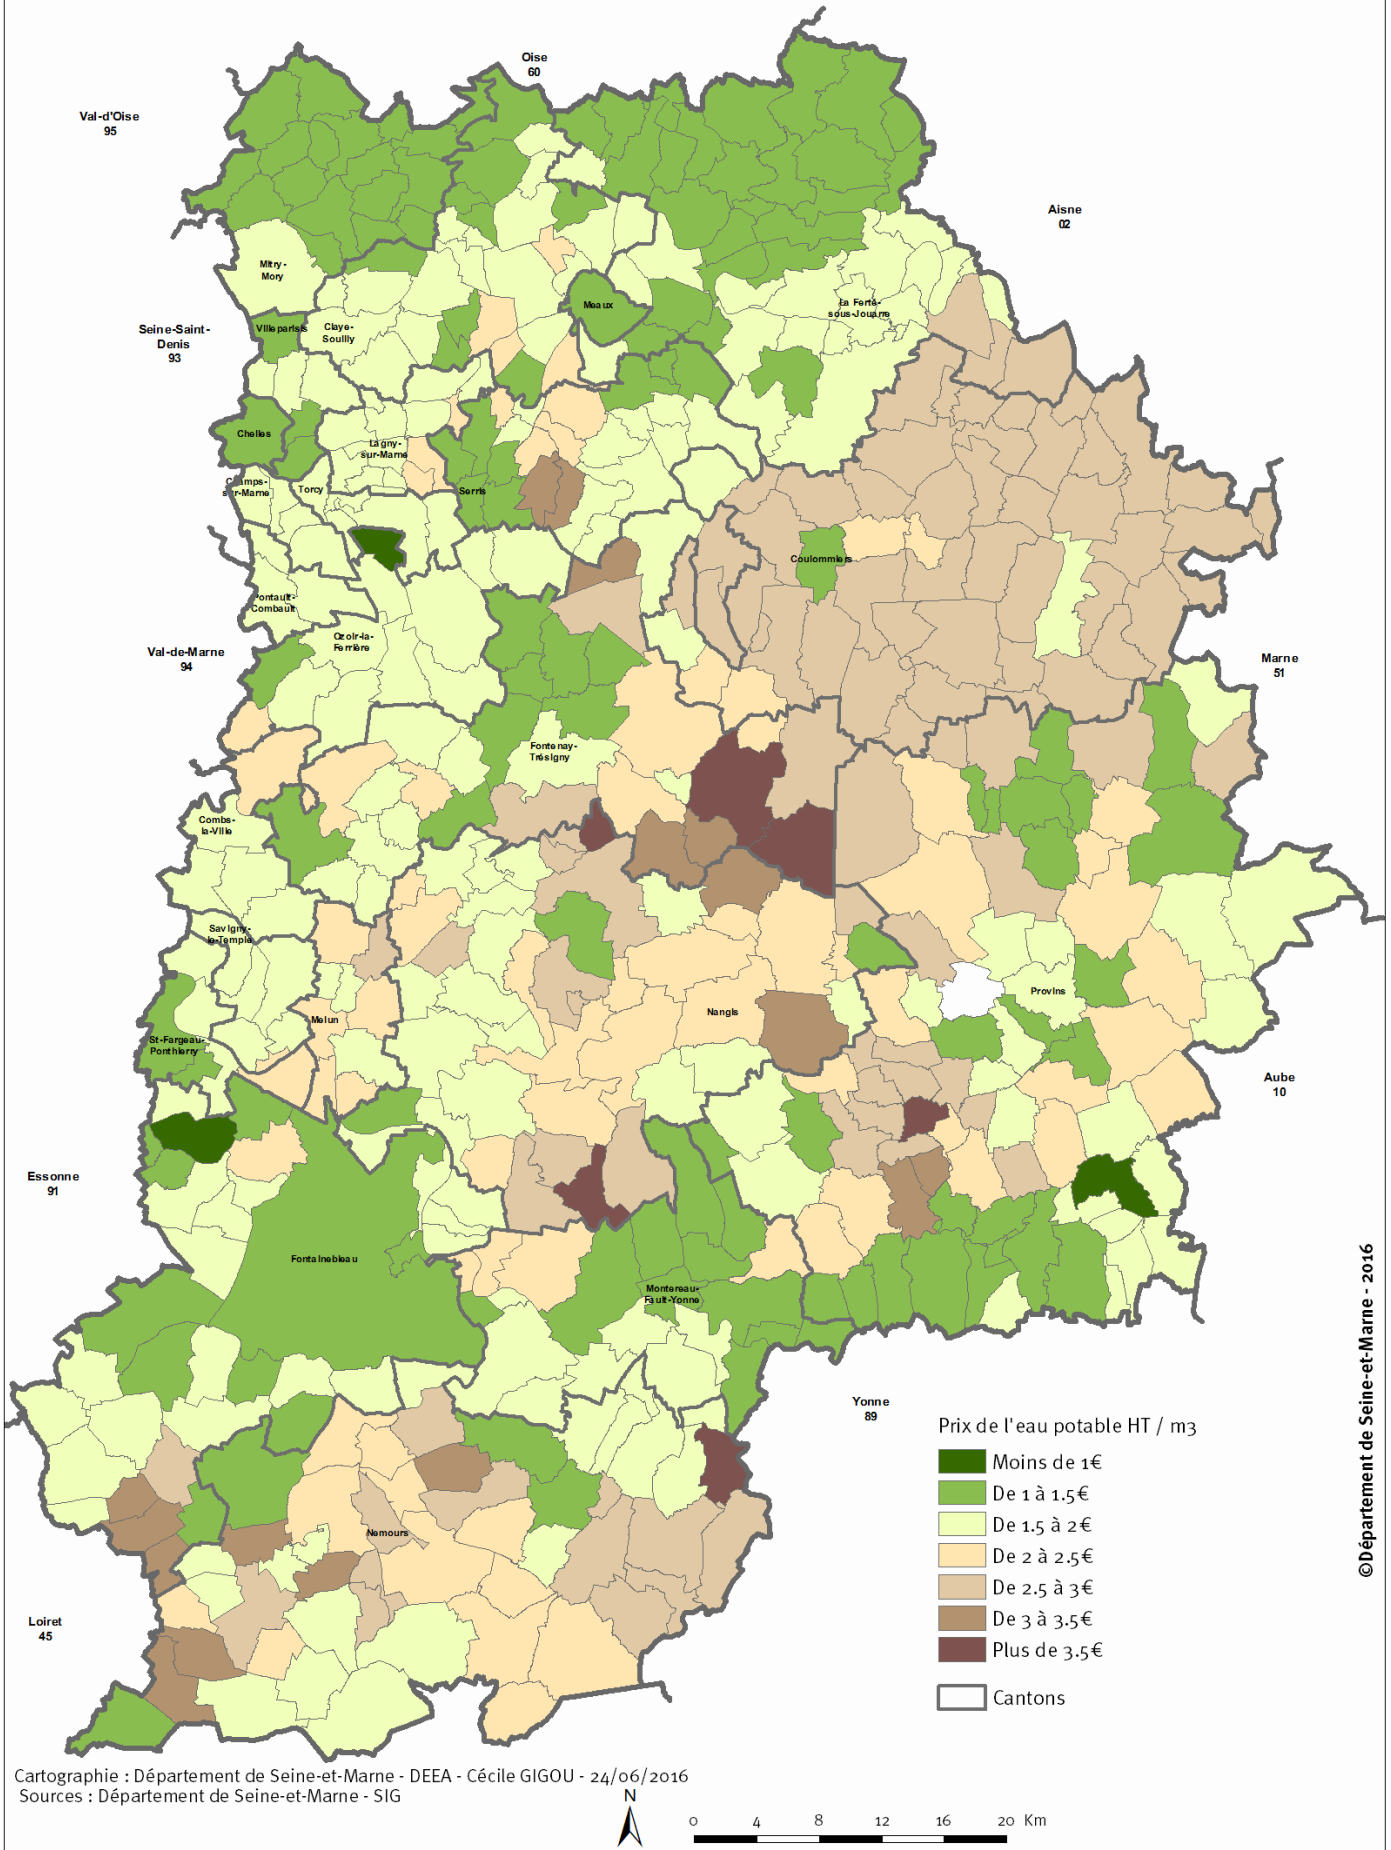 Oise
60
Val-d'Oise
95
Aisne
02
Mitry-
Mory
Seine-Saint-
Denis
93
Villeparisis
Claye-
Souilly
Meaux
La Ferté-
sous-Jouarre
Chelles
Lagny-
sur-Marne
Champs-
sur-Marne
Torcy
Serris
Coulommiers
Pontault-
Combault
Ozoir-la-
Ferrière
Val-de-Marne
94
Marne
51
Fontenay-
Trésigny
Combs-
la-Ville
Savigny-
le-Temple
Provins
Nangis
Melun
St-Fargeau-
Ponthierry
Aube
10
Essonne
91
Fontainebleau
Montereau-
Fault-Yonne
Yonne
89
Nemours
Loiret
45
Prix de l'eau potable HT / m3
Moins de 1€
De 1 à 1.5€
De 1.5 à 2€
De 2 à 2.5€
De 2.5 à 3€
De 3 à 3.5€
Plus de 3.5€
Cantons
©Département de Seine-et-Marne - 2016
Cartographie : Département de Seine-et-Marne - DEEA - Cécile GIGOU - 24/06/2016
Sources : Département de Seine-et-Marne - SIG
N
0 4 8 12 16 20 Km